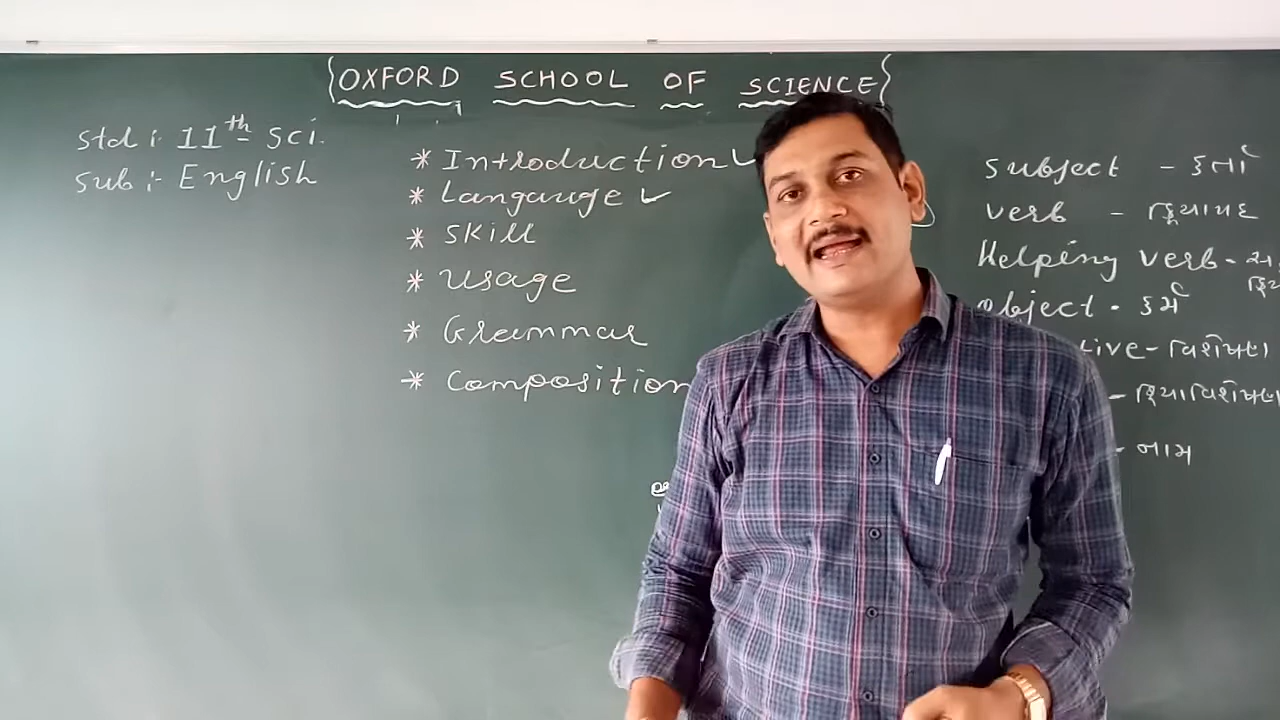 {OXFORD SCHOOL OF SCIENCE}
Std :- 11th Sci.
Sub :- English
* Introduction ✓
* Langauge ✓
* Skill
* Usage
* Grammar
* Composition
Subject - કર્તા
Verb - ક્રિયાપદ
Helping Verb -
Object - કર્મ
- વિશેષણ
- ક્રિયાવિશેષણ
- નામ